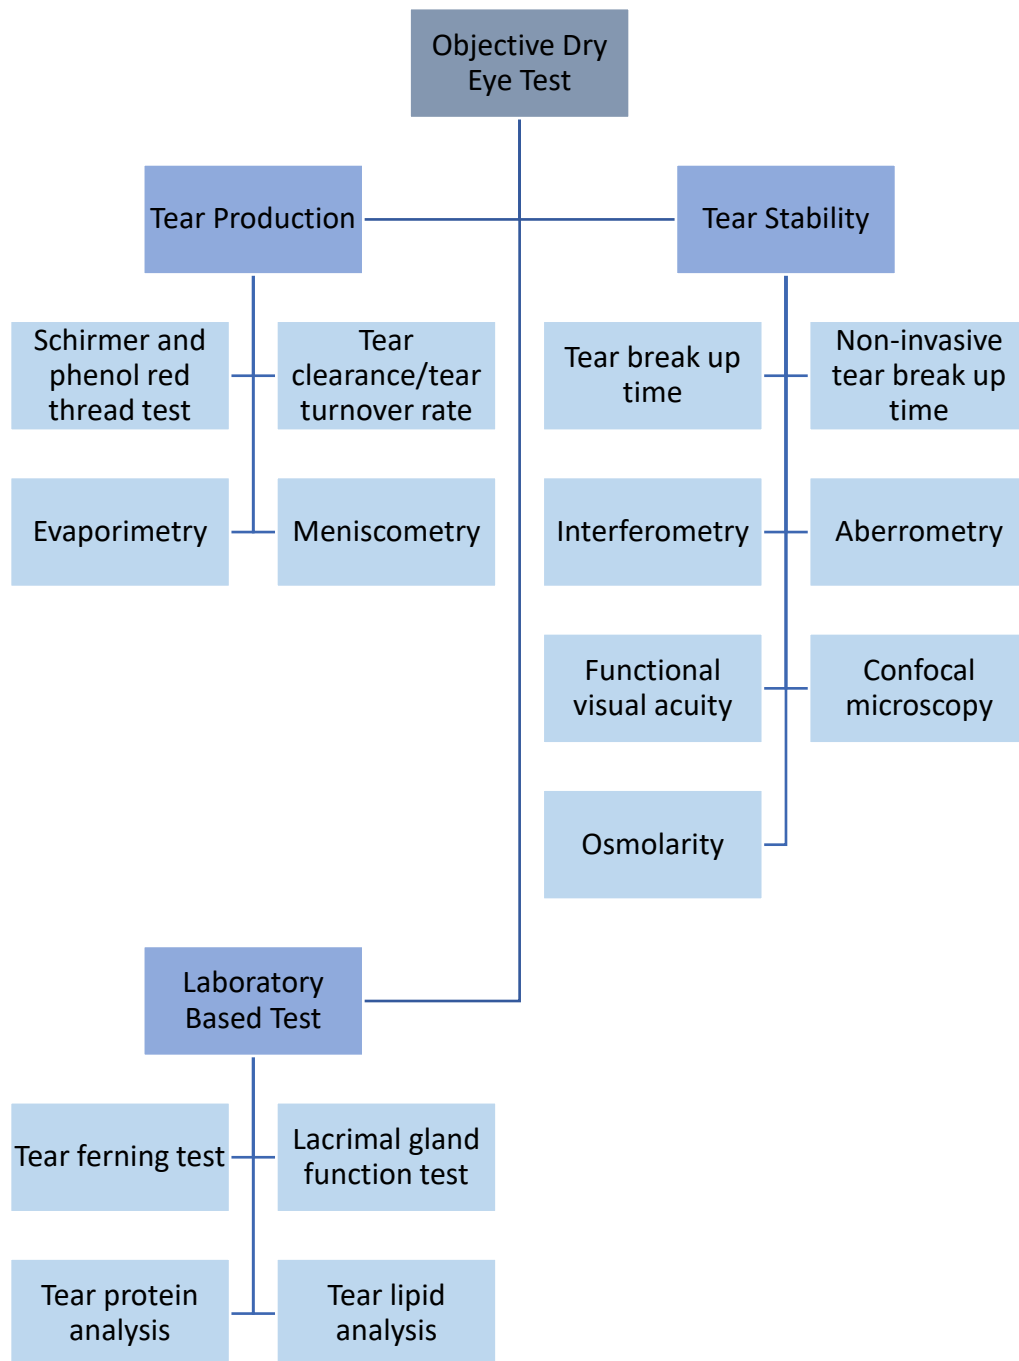 Objective Dry
Eye Test
Tear Production
Tear Stability
Schirmer and
phenol red
thread test
Tear
clearance/tear
turnover rate
Tear break up
time
Non-invasive
tear break up
time
Evaporimetry
Meniscometry
Interferometry
Aberrometry
Functional
visual acuity
Confocal
microscopy
Osmolarity
Laboratory
Based Test
Tear ferning test
Lacrimal gland
function test
Tear protein
analysis
Tear lipid
analysis